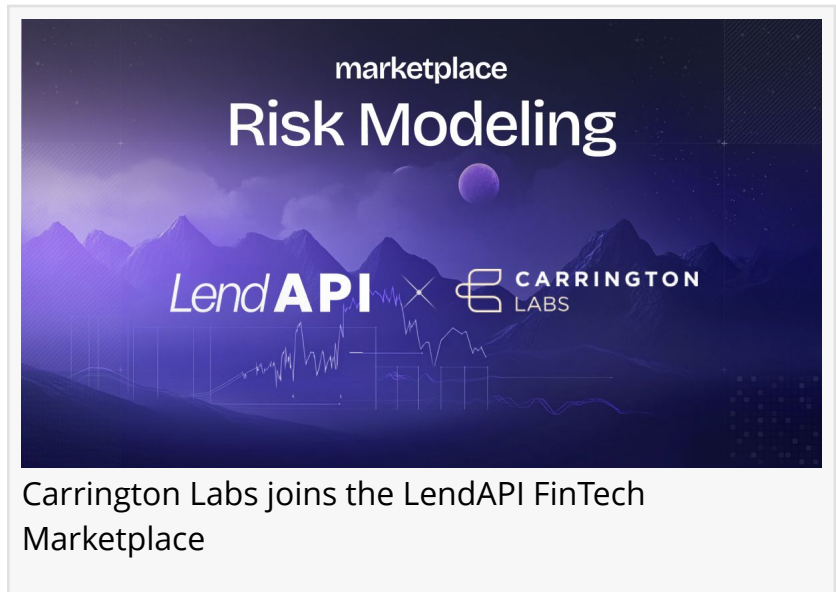 marketplace
Risk Modeling
LendAPI
CARRINGTON
LABS
Carrington Labs joins the LendAPI FinTech
Marketplace